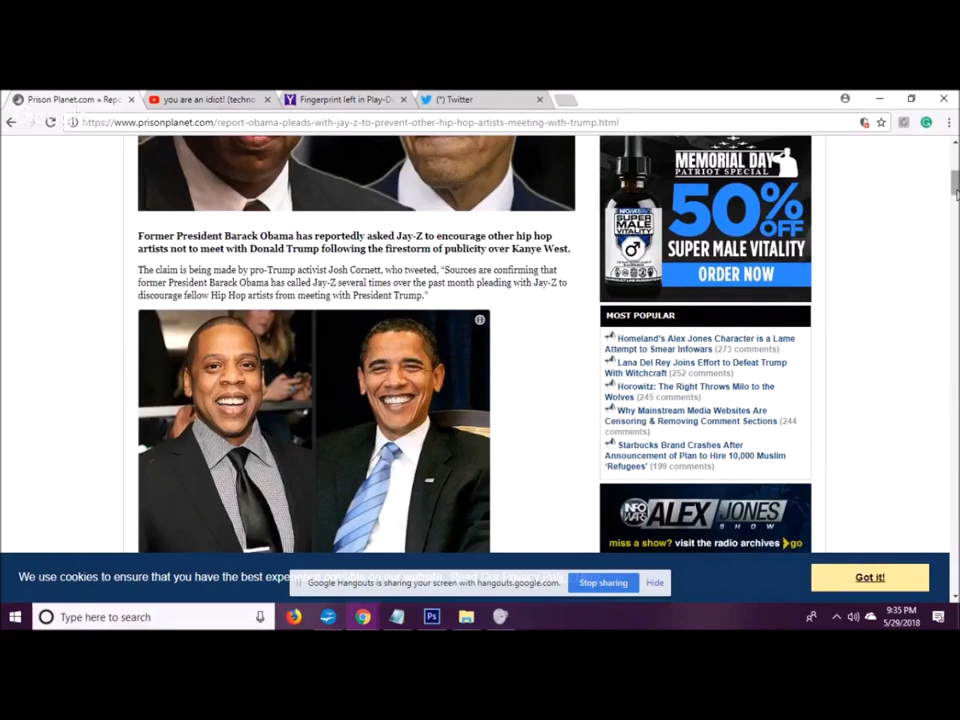 Prison Planet.com » Repo
you are an idiot! (techno
Fingerprint left in Play-D
(*) Twitter
https://www.prisonplanet.com/report-obama-pleads-with-jay-z-to-prevent-other-hip-hop-artists-meeting-with-trump.html
Former President Barack Obama has reportedly asked Jay-Z to encourage other hip hop
artists not to meet with Donald Trump following the firestorm of publicity over Kanye West.
The claim is being made by pro-Trump activist Josh Cornett, who tweeted, “Sources are confirming that
former President Barack Obama has called Jay-Z several times over the past month pleading with Jay-Z to
discourage fellow Hip Hop artists from meeting with President Trump.”
MEMORIAL DAY
PATRIOT SPECIAL
50% OFF
SUPER MALE VITALITY
ORDER NOW
SUPER
MALE
VITALITY
MOST POPULAR
Homeland's Alex Jones Character is a Lame
Attempt to Smear Infowars (273 comments)
Lana Del Rey Joins Effort to Defeat Trump
With Witchcraft (252 comments)
Horowitz: The Right Throws Milo to the
Wolves (245 comments)
Why Mainstream Media Websites Are
Censoring & Removing Comment Sections (244
comments)
Starbucks Brand Crashes After
Announcement of Plan to Hire 10,000 Muslim
‘Refugees’ (199 comments)
INFO WARS ALEX JONES
SHOW
miss a show? visit the radio archives go
We use cookies to ensure that you have the best expe
Google Hangouts is sharing your screen with hangouts.google.com.
Stop sharing
Hide
Got it!
Type here to search
Ps
9:35 PM
5/29/2018